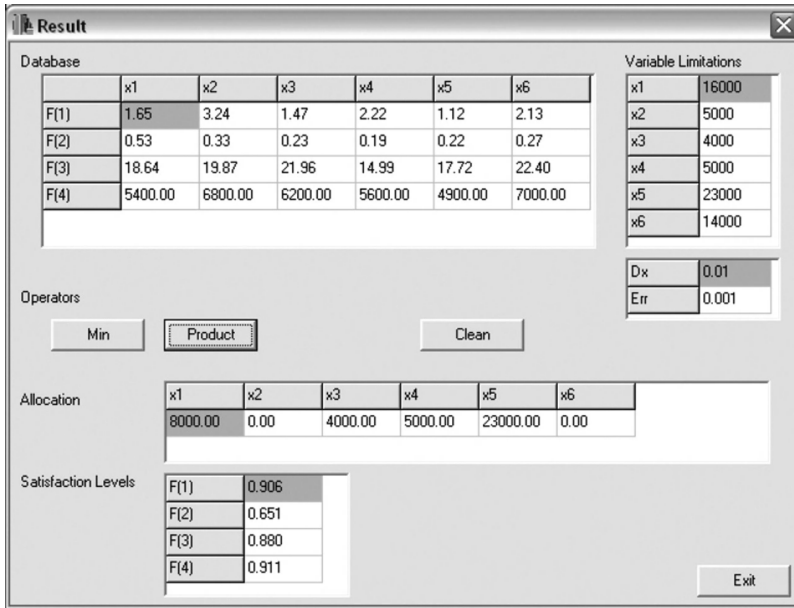 Result
Database
x1 x2 x3 x4 x5 x6
F(1) 1.65 3.24 1.47 2.22 1.12 2.13
F(2) 0.53 0.33 0.23 0.19 0.22 0.27
F(3) 18.64 19.87 21.96 14.99 17.72 22.40
F(4) 5400.00 6800.00 6200.00 5600.00 4900.00 7000.00
Variable Limitations
x1 16000
x2 5000
x3 4000
x4 5000
x5 23000
x6 14000
Dx 0.01
Err 0.001
Operators
Min Product Clean
Allocation
x1 x2 x3 x4 x5 x6
8000.00 0.00 4000.00 5000.00 23000.00 0.00
Satisfaction Levels
F(1) 0.906
F(2) 0.651
F(3) 0.880
F(4) 0.911
Exit